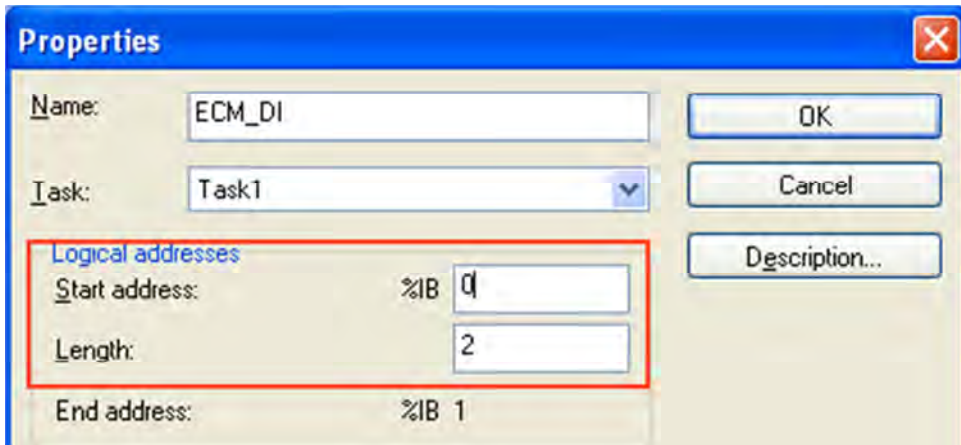 Properties
Name: ECM_DI OK
Task: Task1 Cancel
Logical addresses Description...
Start address: %IB 0
Length: 2
End address: %IB 1